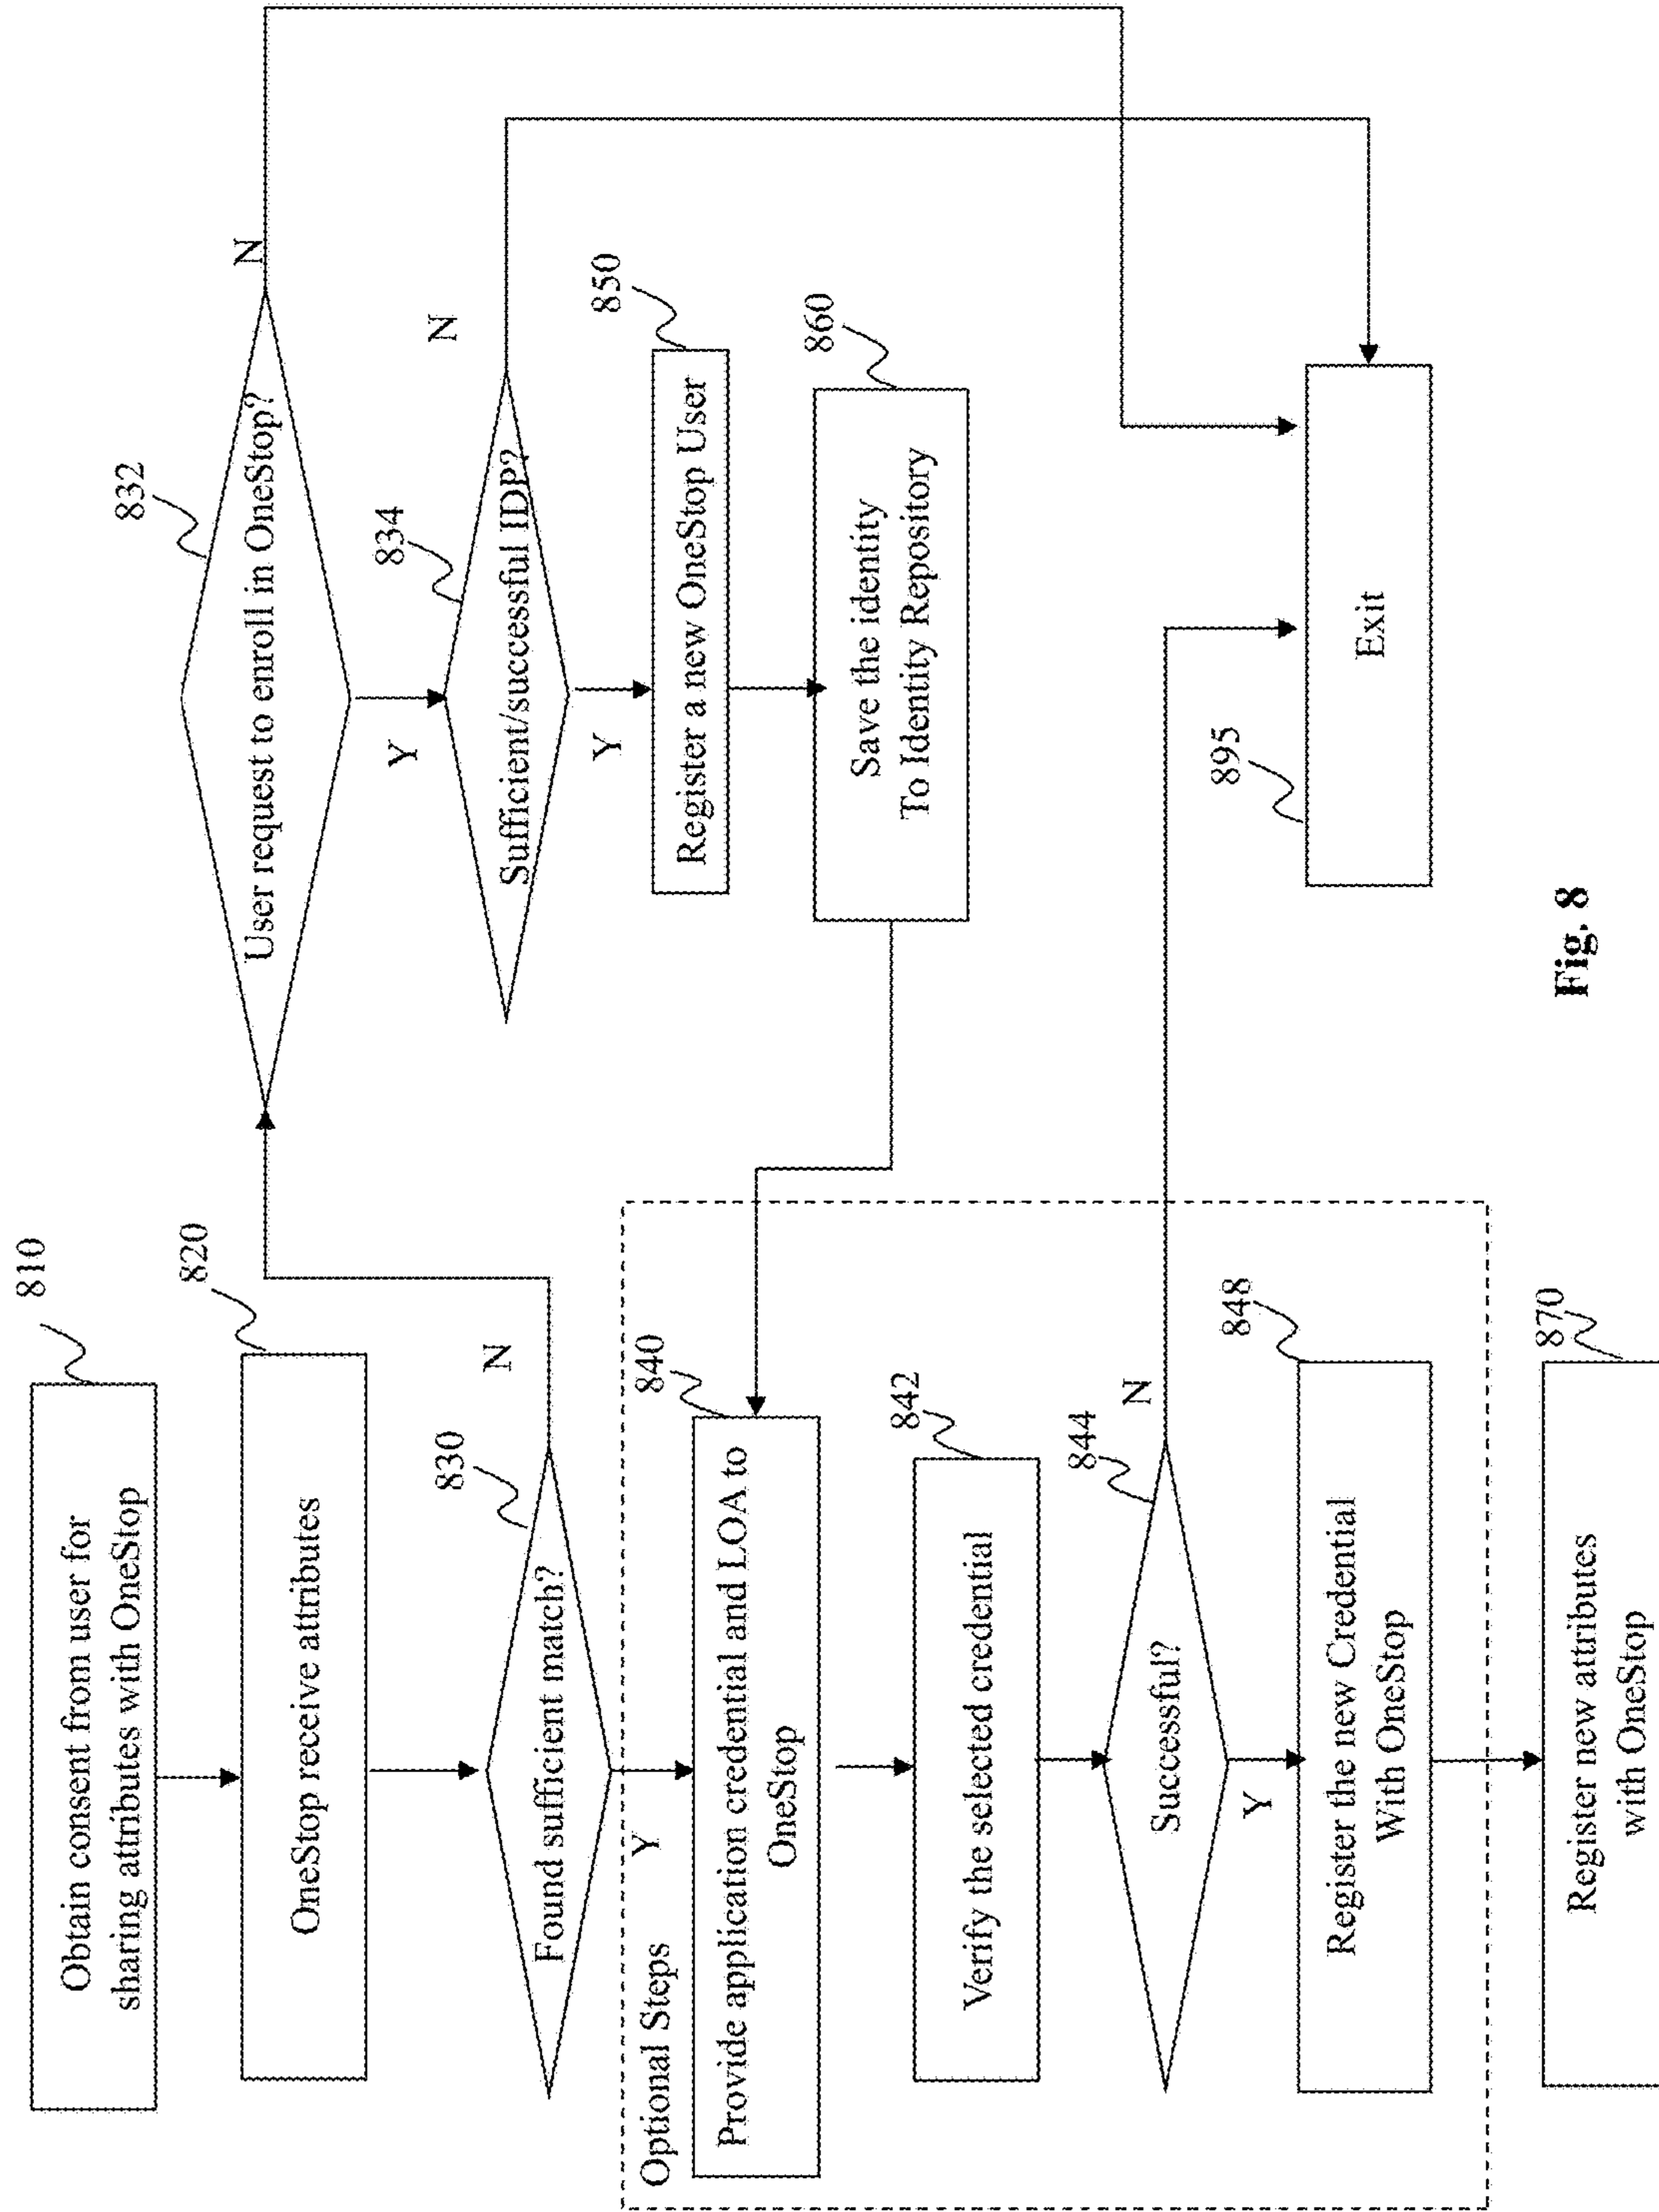 810
Obtain consent from user for
sharing attributes with OneStop
820
OneStop receive attributes
830
Found sufficient match?
N
Y
832
User request to enroll in OneStop?
N
Y
834
Sufficient/successful IDP?
N
Y
850
Register a new OneStop User
860
Save the identity
To Identity Repository
Optional Steps
840
Provide application credential and LOA to
OneStop
842
Verify the selected credential
844
Successful?
N
Y
848
Register the new Credential
With OneStop
870
Register new attributes
with OneStop
895
Exit
Fig. 8